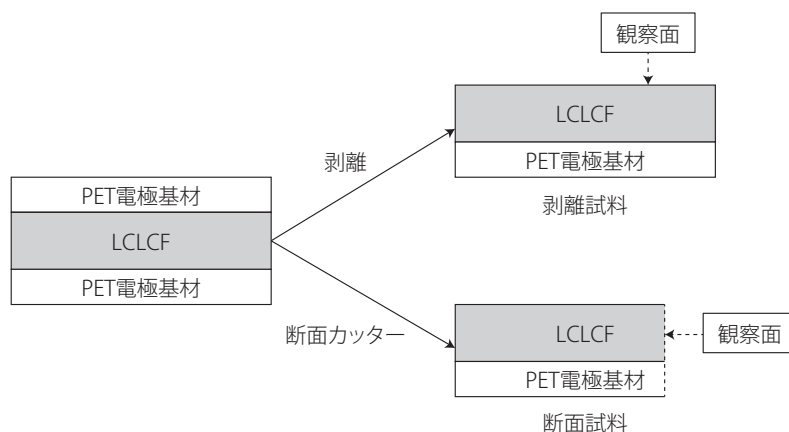 観察面
LCLCF
PET電極基材
剥離試料
剥離
PET電極基材
LCLCF
PET電極基材
断面カッター
LCLCF
PET電極基材
断面試料
観察面